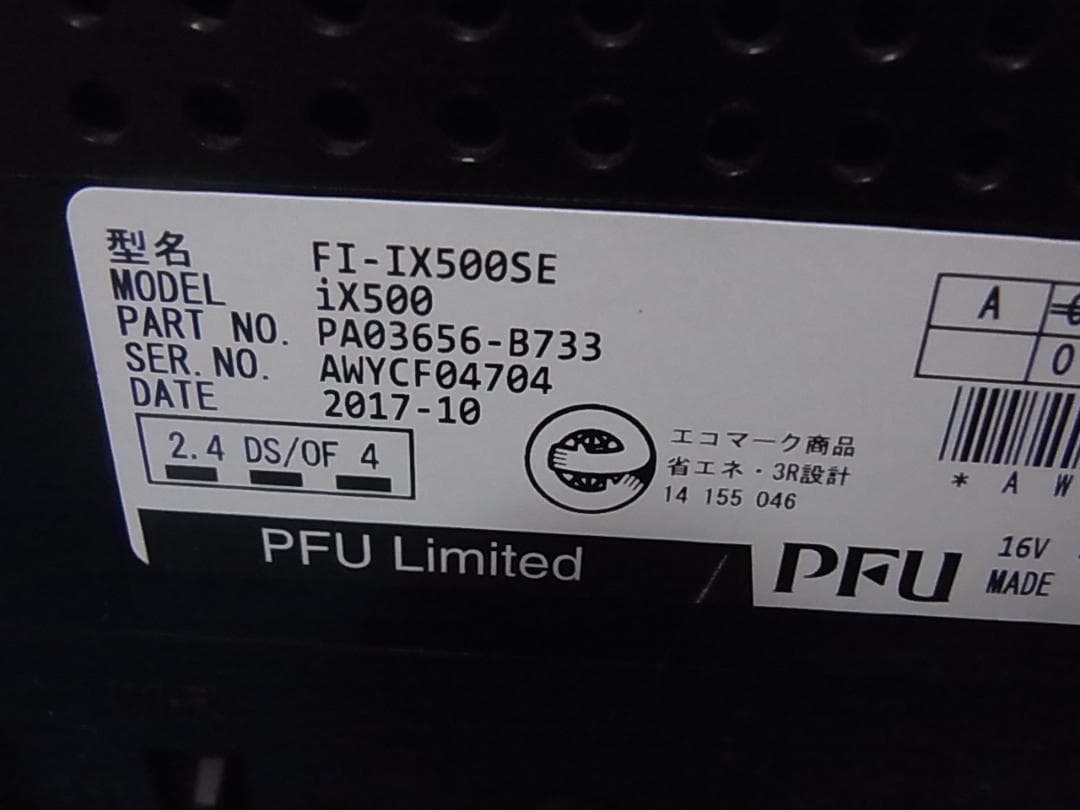 型名 FI-IX500SE
MODEL iX500
PART NO. PA03656-B733
SER.NO. AWYCF04704
DATE 2017-10
2.4 DS/OF 4
エコマーク商品
省エネ・3R設計
14 155 046
A
0
* A W
PFU Limited
PFU
16V
MADE